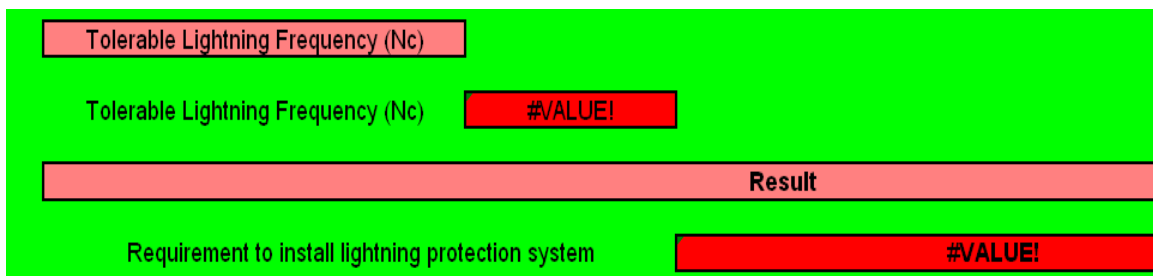 Tolerable Lightning Frequency (Nc)
Tolerable Lightning Frequency (Nc) #VALUE!
Result
Requirement to install lightning protection system #VALUE!